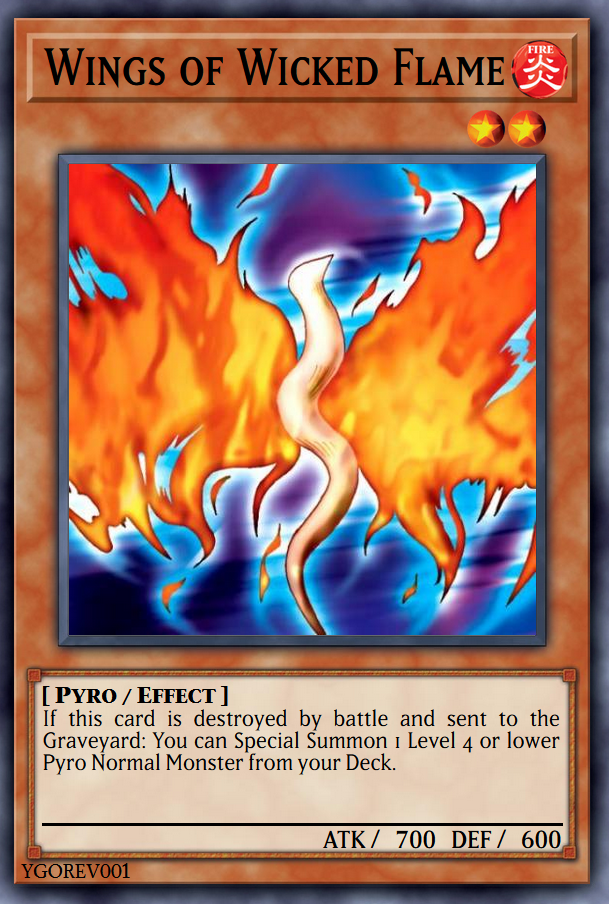 Wings of Wicked Flame
FIRE
炎
[ Pyro / Effect ]
If this card is destroyed by battle and sent to the
Graveyard: You can Special Summon 1 Level 4 or lower
Pyro Normal Monster from your Deck.
ATK / 700 DEF / 600
YGOREV001